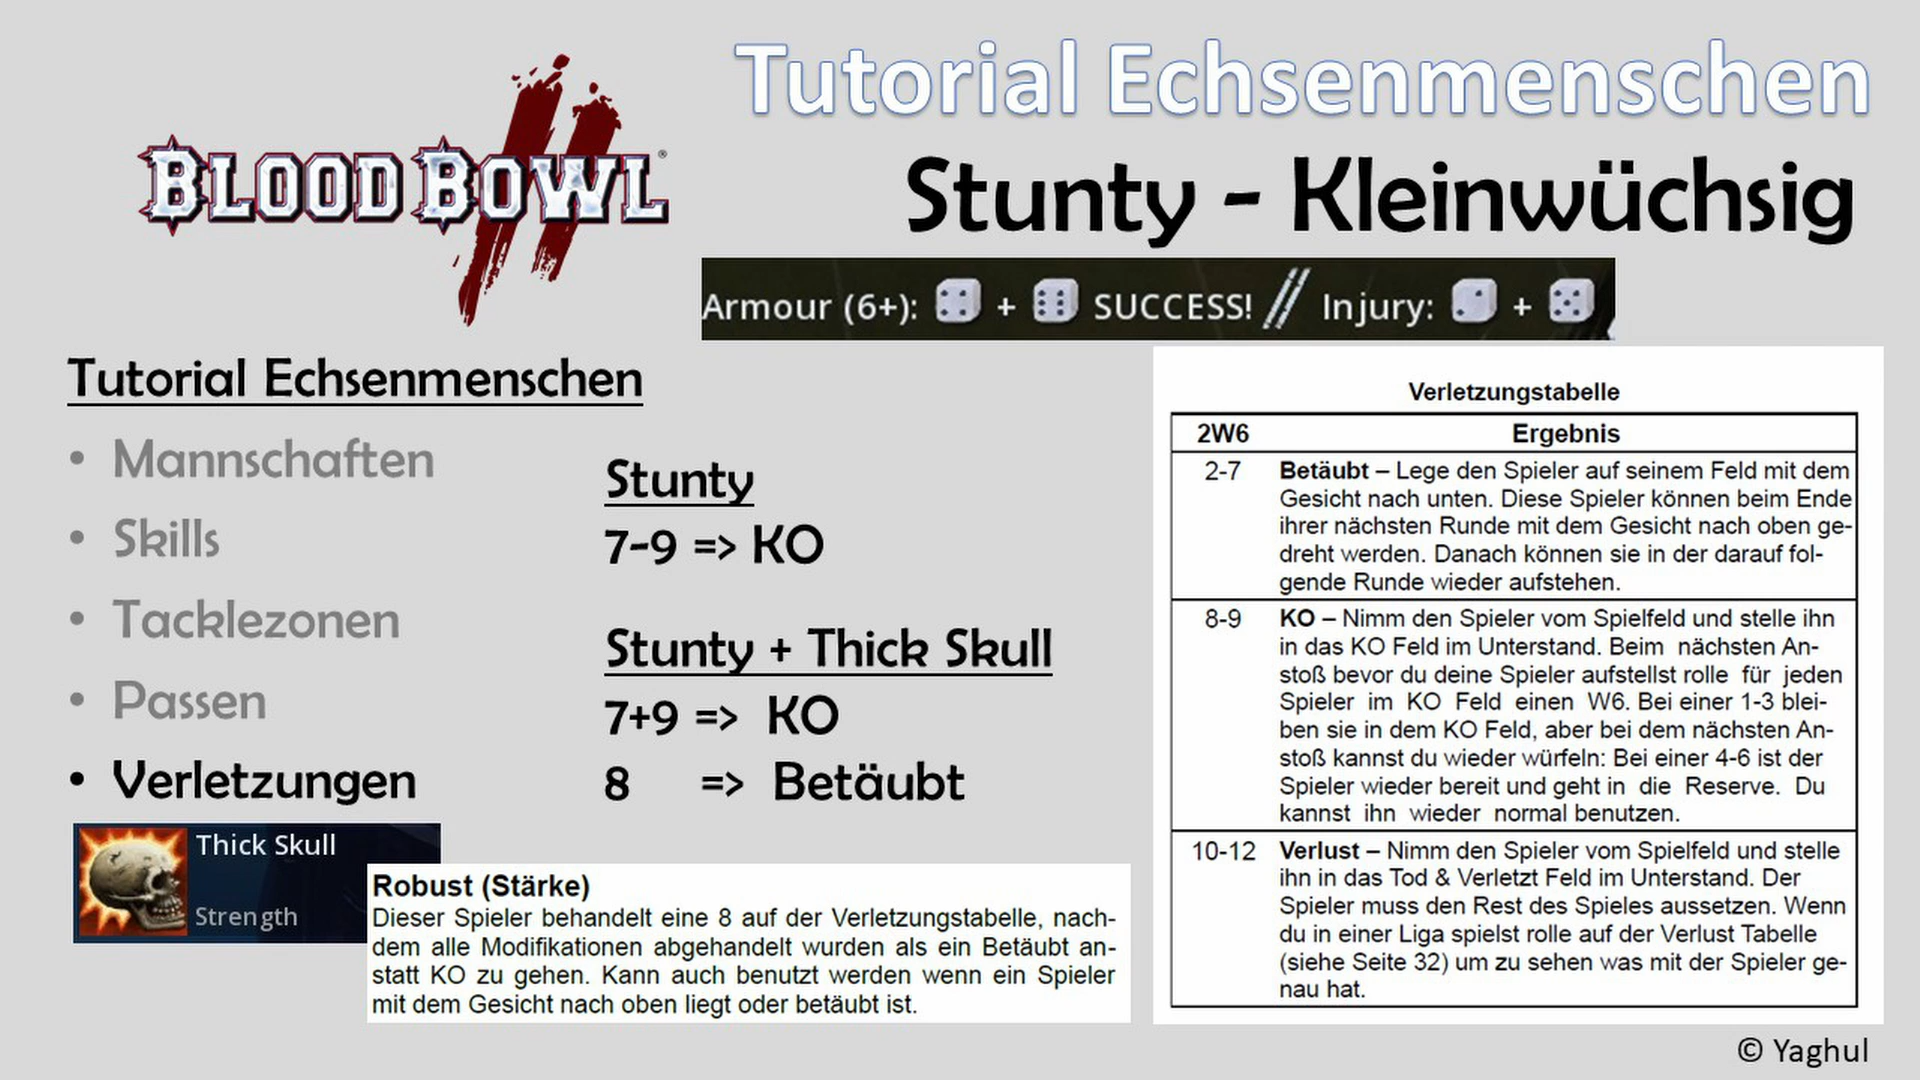 Tutorial Echsenmenschen
BLOOD BOWL
®
Stunty - Kleinwüchsig
Armour (6+): + SUCCESS! // Injury: +
Tutorial Echsenmenschen
• Mannschaften
• Skills
• Tacklezonen
• Passen
• Verletzungen
Stunty
7-9 => KO
Stunty + Thick Skull
7+9 => KO
8 => Betäubt
Thick Skull
Strength
Robust (Stärke)
Dieser Spieler behandelt eine 8 auf der Verletzungstabelle, nach-
dem alle Modifikationen abgehandelt wurden als ein Betäubt an-
statt KO zu gehen. Kann auch benutzt werden wenn ein Spieler
mit dem Gesicht nach oben liegt oder betäubt ist.
Verletzungstabelle
2W6 Ergebnis
2-7 Betäubt – Lege den Spieler auf seinem Feld mit dem
Gesicht nach unten. Diese Spieler können beim Ende
ihrer nächsten Runde mit dem Gesicht nach oben ge-
dreht werden. Danach können sie in der darauf fol-
gende Runde wieder aufstehen.
8-9 KO – Nimm den Spieler vom Spielfeld und stelle ihn
in das KO Feld im Unterstand. Beim nächsten An-
stoß bevor du deine Spieler aufstellst rolle für jeden
Spieler im KO Feld einen W6. Bei einer 1-3 blei-
ben sie in dem KO Feld, aber bei dem nächsten An-
stoß kannst du wieder würfeln: Bei einer 4-6 ist der
Spieler wieder bereit und geht in die Reserve. Du
kannst ihn wieder normal benutzen.
10-12 Verlust – Nimm den Spieler vom Spielfeld und stelle
ihn in das Tod & Verletzt Feld im Unterstand. Der
Spieler muss den Rest des Spieles aussetzen. Wenn
du in einer Liga spielst rolle auf der Verlust Tabelle
(siehe Seite 32) um zu sehen was mit der Spieler ge-
nau hat.
© Yaghul